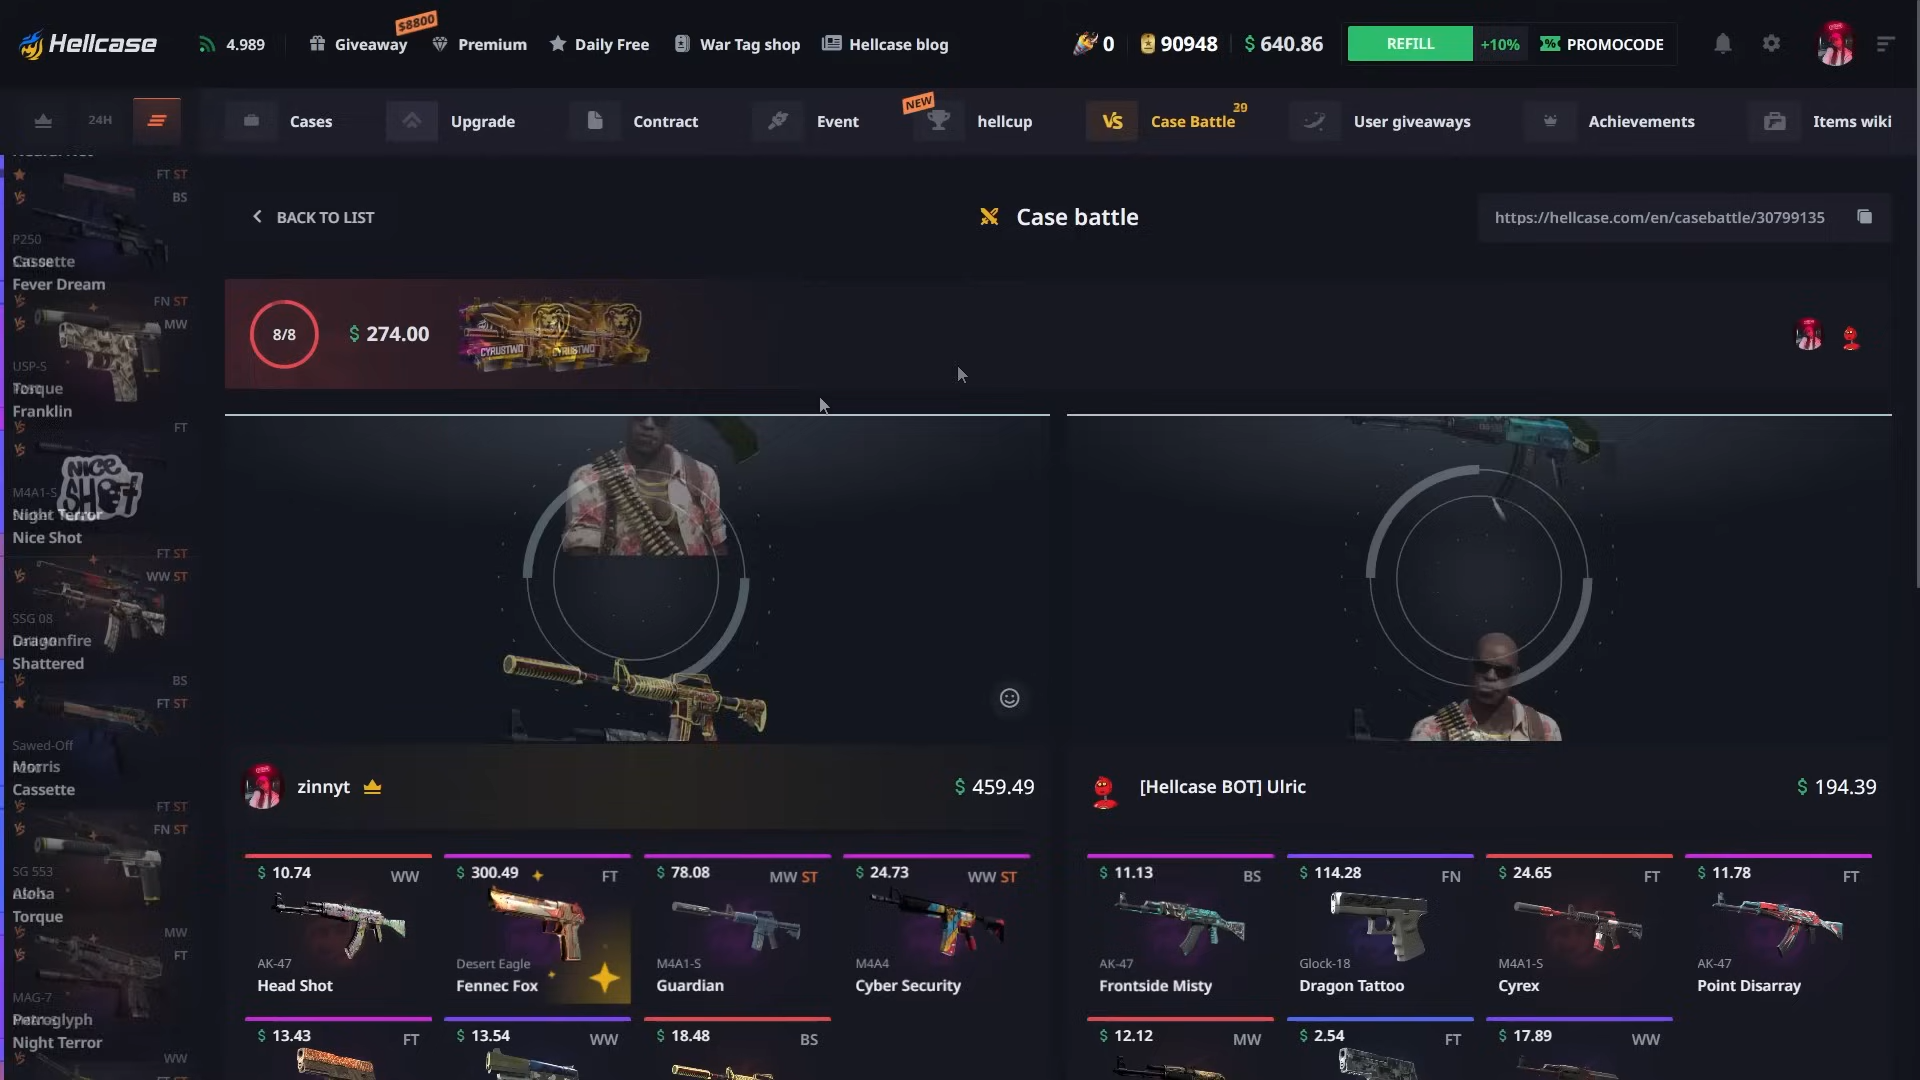 Hellcase
4.989
Giveaway
$8800
Premium
Daily Free
War Tag shop
Hellcase blog
0
90948
$ 640.86
REFILL
+10%
PROMOCODE
24H
Cases
Upgrade
Contract
Event
NEW
hellcup
VS
Case Battle
29
User giveaways
Achievements
Items wiki
BACK TO LIST
Case battle
https://hellcase.com/en/casebattle/30799135
8/8
$ 274.00
CYRUSTWO
CYRUSTWO
FT ST
BS
P250
Cassette
Fever Dream
FN ST
MW
USP-S
Torque
Franklin
FT
NICE SHOT
M4A1-S
Night Terror
Nice Shot
FT ST
WW ST
SSG 08
Dragonfire
Shattered
BS
FT ST
Sawed-Off
Morris
Cassette
FT ST
FN ST
SG 553
Aloha
Torque
MW
FT
MAG-7
Petroglyph
Night Terror
WW
zinnyt
$ 459.49
[Hellcase BOT] Ulric
$ 194.39
$ 10.74
WW
AK-47
Head Shot
$ 300.49
FT
Desert Eagle
Fennec Fox
$ 78.08
MW ST
M4A1-S
Guardian
$ 24.73
WW ST
M4A4
Cyber Security
$ 11.13
BS
AK-47
Frontside Misty
$ 114.28
FN
Glock-18
Dragon Tattoo
$ 24.65
FT
M4A1-S
Cyrex
$ 11.78
FT
AK-47
Point Disarray
$ 13.43
FT
$ 13.54
WW
$ 18.48
BS
$ 12.12
MW
$ 2.54
FT
$ 17.89
WW